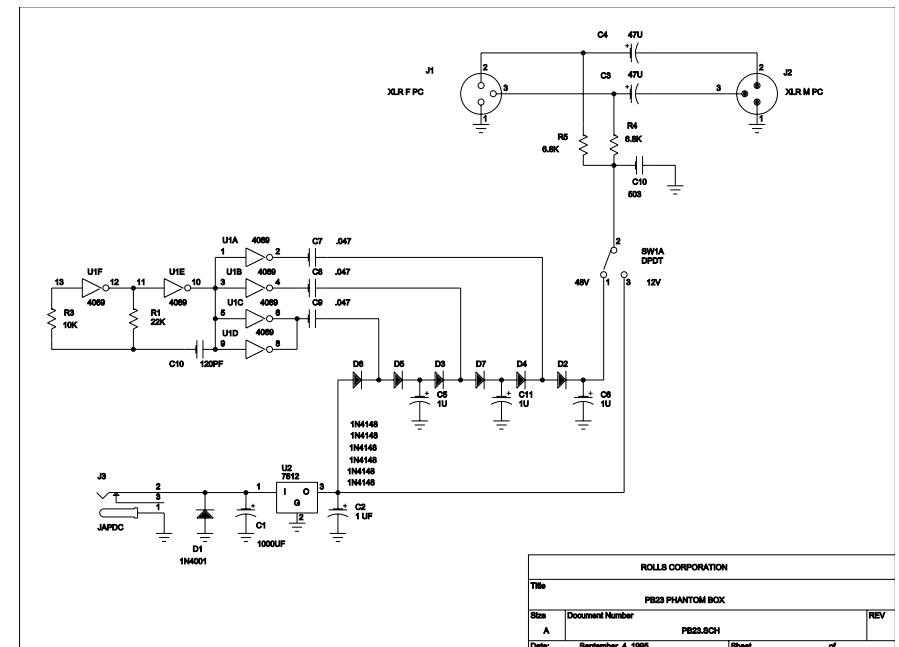 C4 47U
J1
2
2
J2
XLR F PC
3
C3 47U
3
XLR M PC
1
1
R5
6.8K
R4
6.8K
C10
503
2
SW1A
DPDT
48V
1
3
12V
U1A 4069 C7 .047
1
2
U1F
U1E
U1B 4069 C8 .047
13
12
11
10
3
4
4069
4069
U1C 4069 C9 .047
R3
10K
R1
22K
5
6
U1D 4069
9
8
C10 120PF
D6
D5
D3
D7
D4
D2
C5
1U
C11
1U
C6
1U
1N4148
1N4148
1N4148
1N4148
1N4148
1N4148
J3
2
3
1
JAPDC
U2
7812
1
I O
3
G
2
C2
1 UF
C1
1000UF
D1
1N4001
ROLLS CORPORATION
Title
PB23 PHANTOM BOX
Size
Document Number
REV
A
PB23.SCH
Date: September 4, 1995
Sheet of